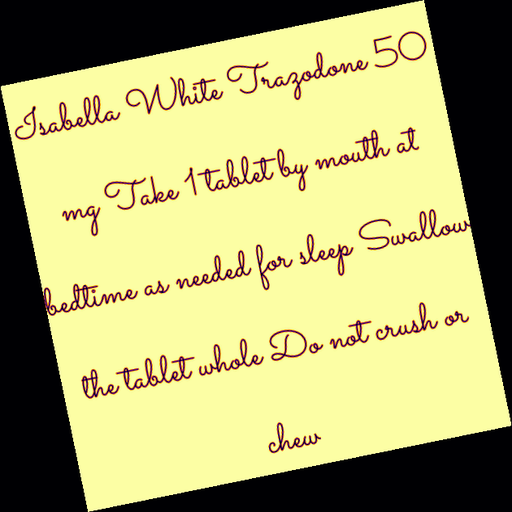 Isabella White Trazodone 50
mg Take 1 tablet by mouth at
bedtime as needed for sleep Swallow
the tablet whole Do not crush or
chew